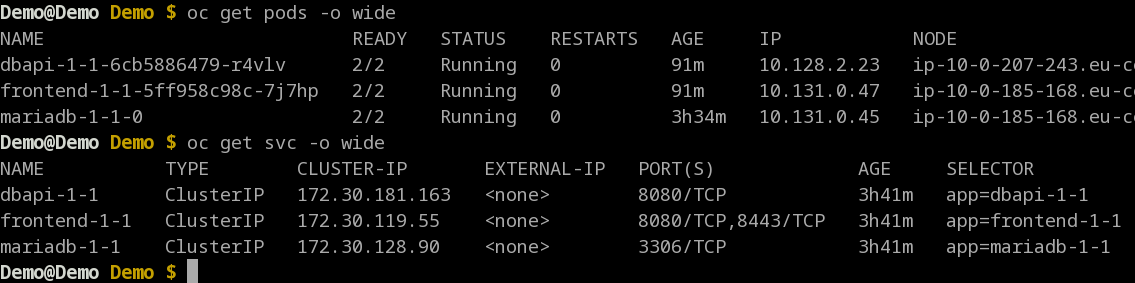 Demo@Demo Demo $ oc get pods -o wide
NAME READY STATUS RESTARTS AGE IP NODE
dbapi-1-1-6cb5886479-r4vlv 2/2 Running 0 91m 10.128.2.23 ip-10-0-207-243.eu-c
frontend-1-1-5ff958c98c-7j7hp 2/2 Running 0 91m 10.131.0.47 ip-10-0-185-168.eu-c
mariadb-1-1-0 2/2 Running 0 3h34m 10.131.0.45 ip-10-0-185-168.eu-c
Demo@Demo Demo $ oc get svc -o wide
NAME TYPE CLUSTER-IP EXTERNAL-IP PORT(S) AGE SELECTOR
dbapi-1-1 ClusterIP 172.30.181.163 <none> 8080/TCP 3h41m app=dbapi-1-1
frontend-1-1 ClusterIP 172.30.119.55 <none> 8080/TCP,8443/TCP 3h41m app=frontend-1-1
mariadb-1-1 ClusterIP 172.30.128.90 <none> 3306/TCP 3h41m app=mariadb-1-1
Demo@Demo Demo $